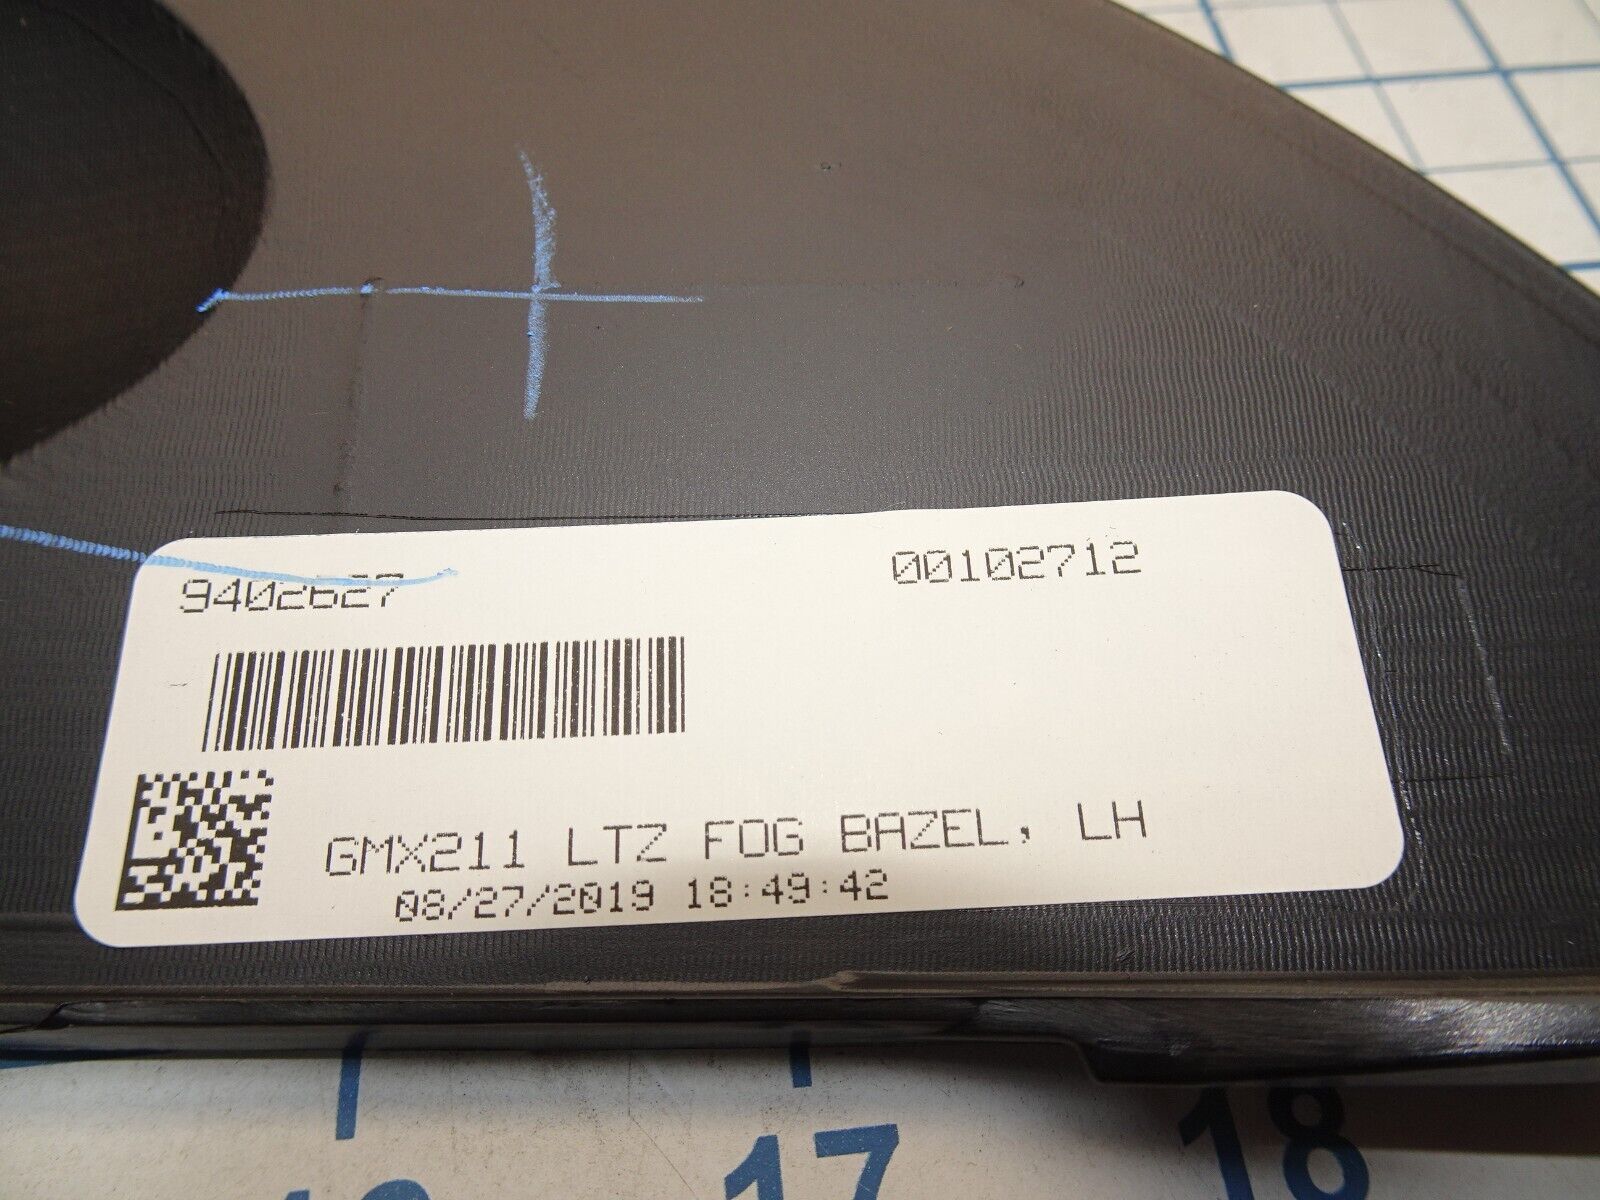 9402627 00102712
GMX211 LTZ FOG BAZEL, LH
08/27/2019 18:49:42
17 18